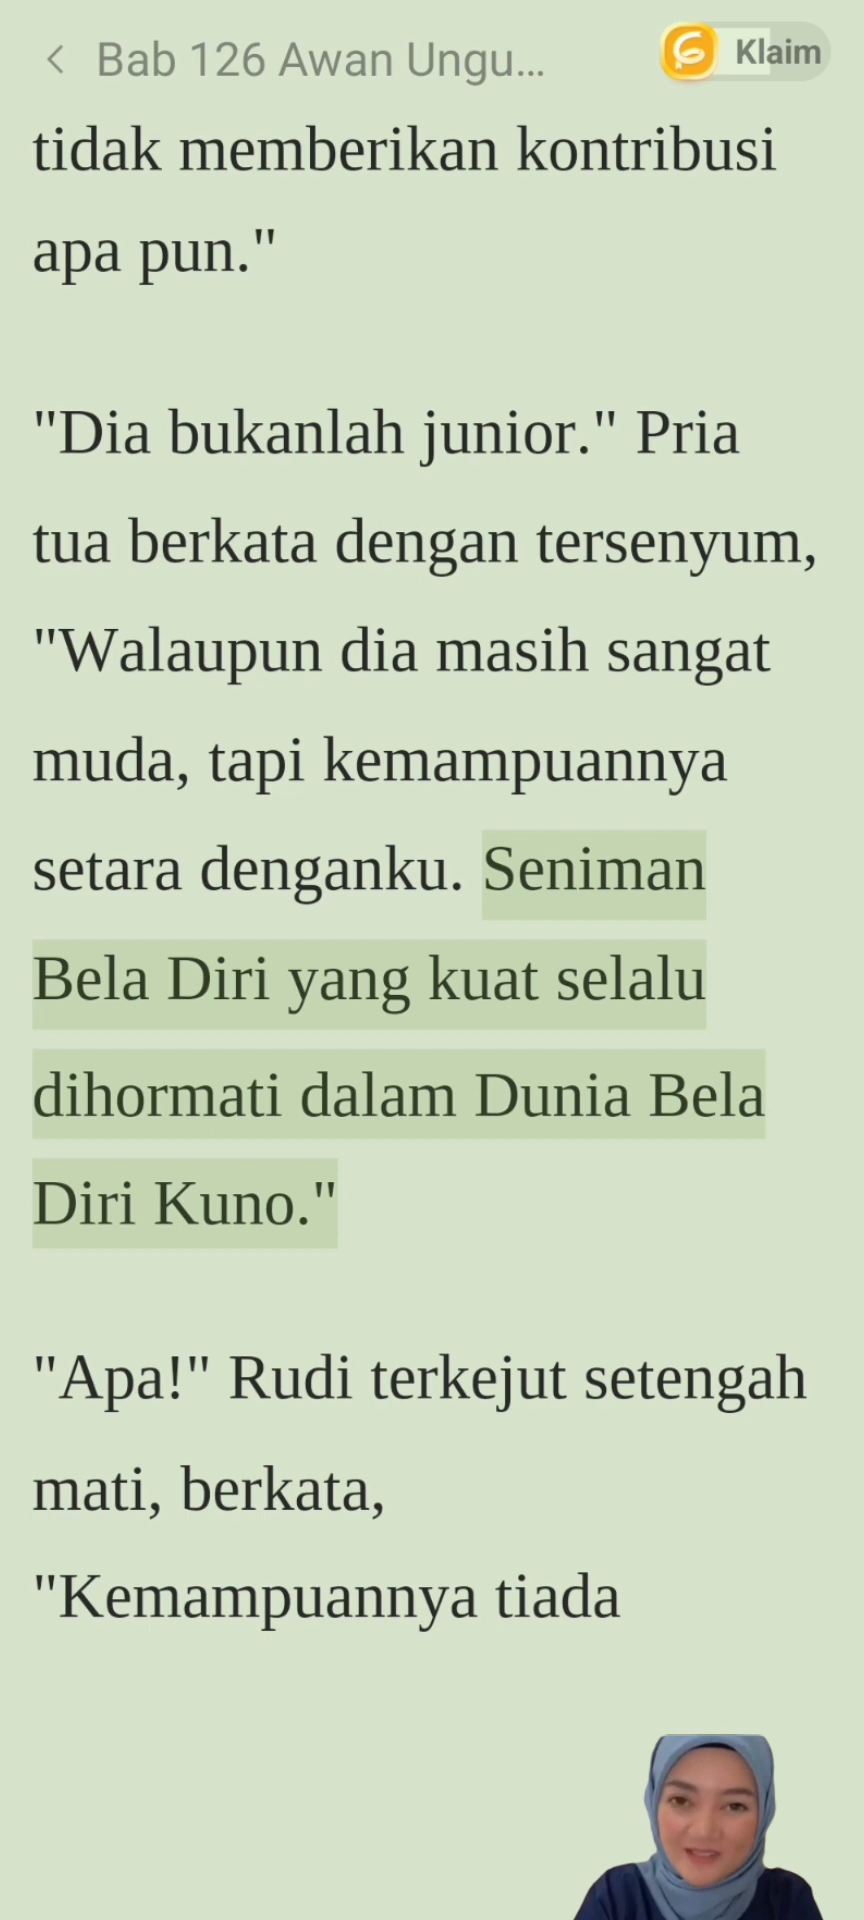 Bab 126 Awan Ungu...
Klaim
tidak memberikan kontribusi
apa pun."
"Dia bukanlah junior." Pria
tua berkata dengan tersenyum,
"Walaupun dia masih sangat
muda, tapi kemampuannya
setara denganku. Seniman
Bela Diri yang kuat selalu
dihormati dalam Dunia Bela
Diri Kuno."
"Apa!" Rudi terkejut setengah
mati, berkata,
"Kemampuannya tiada